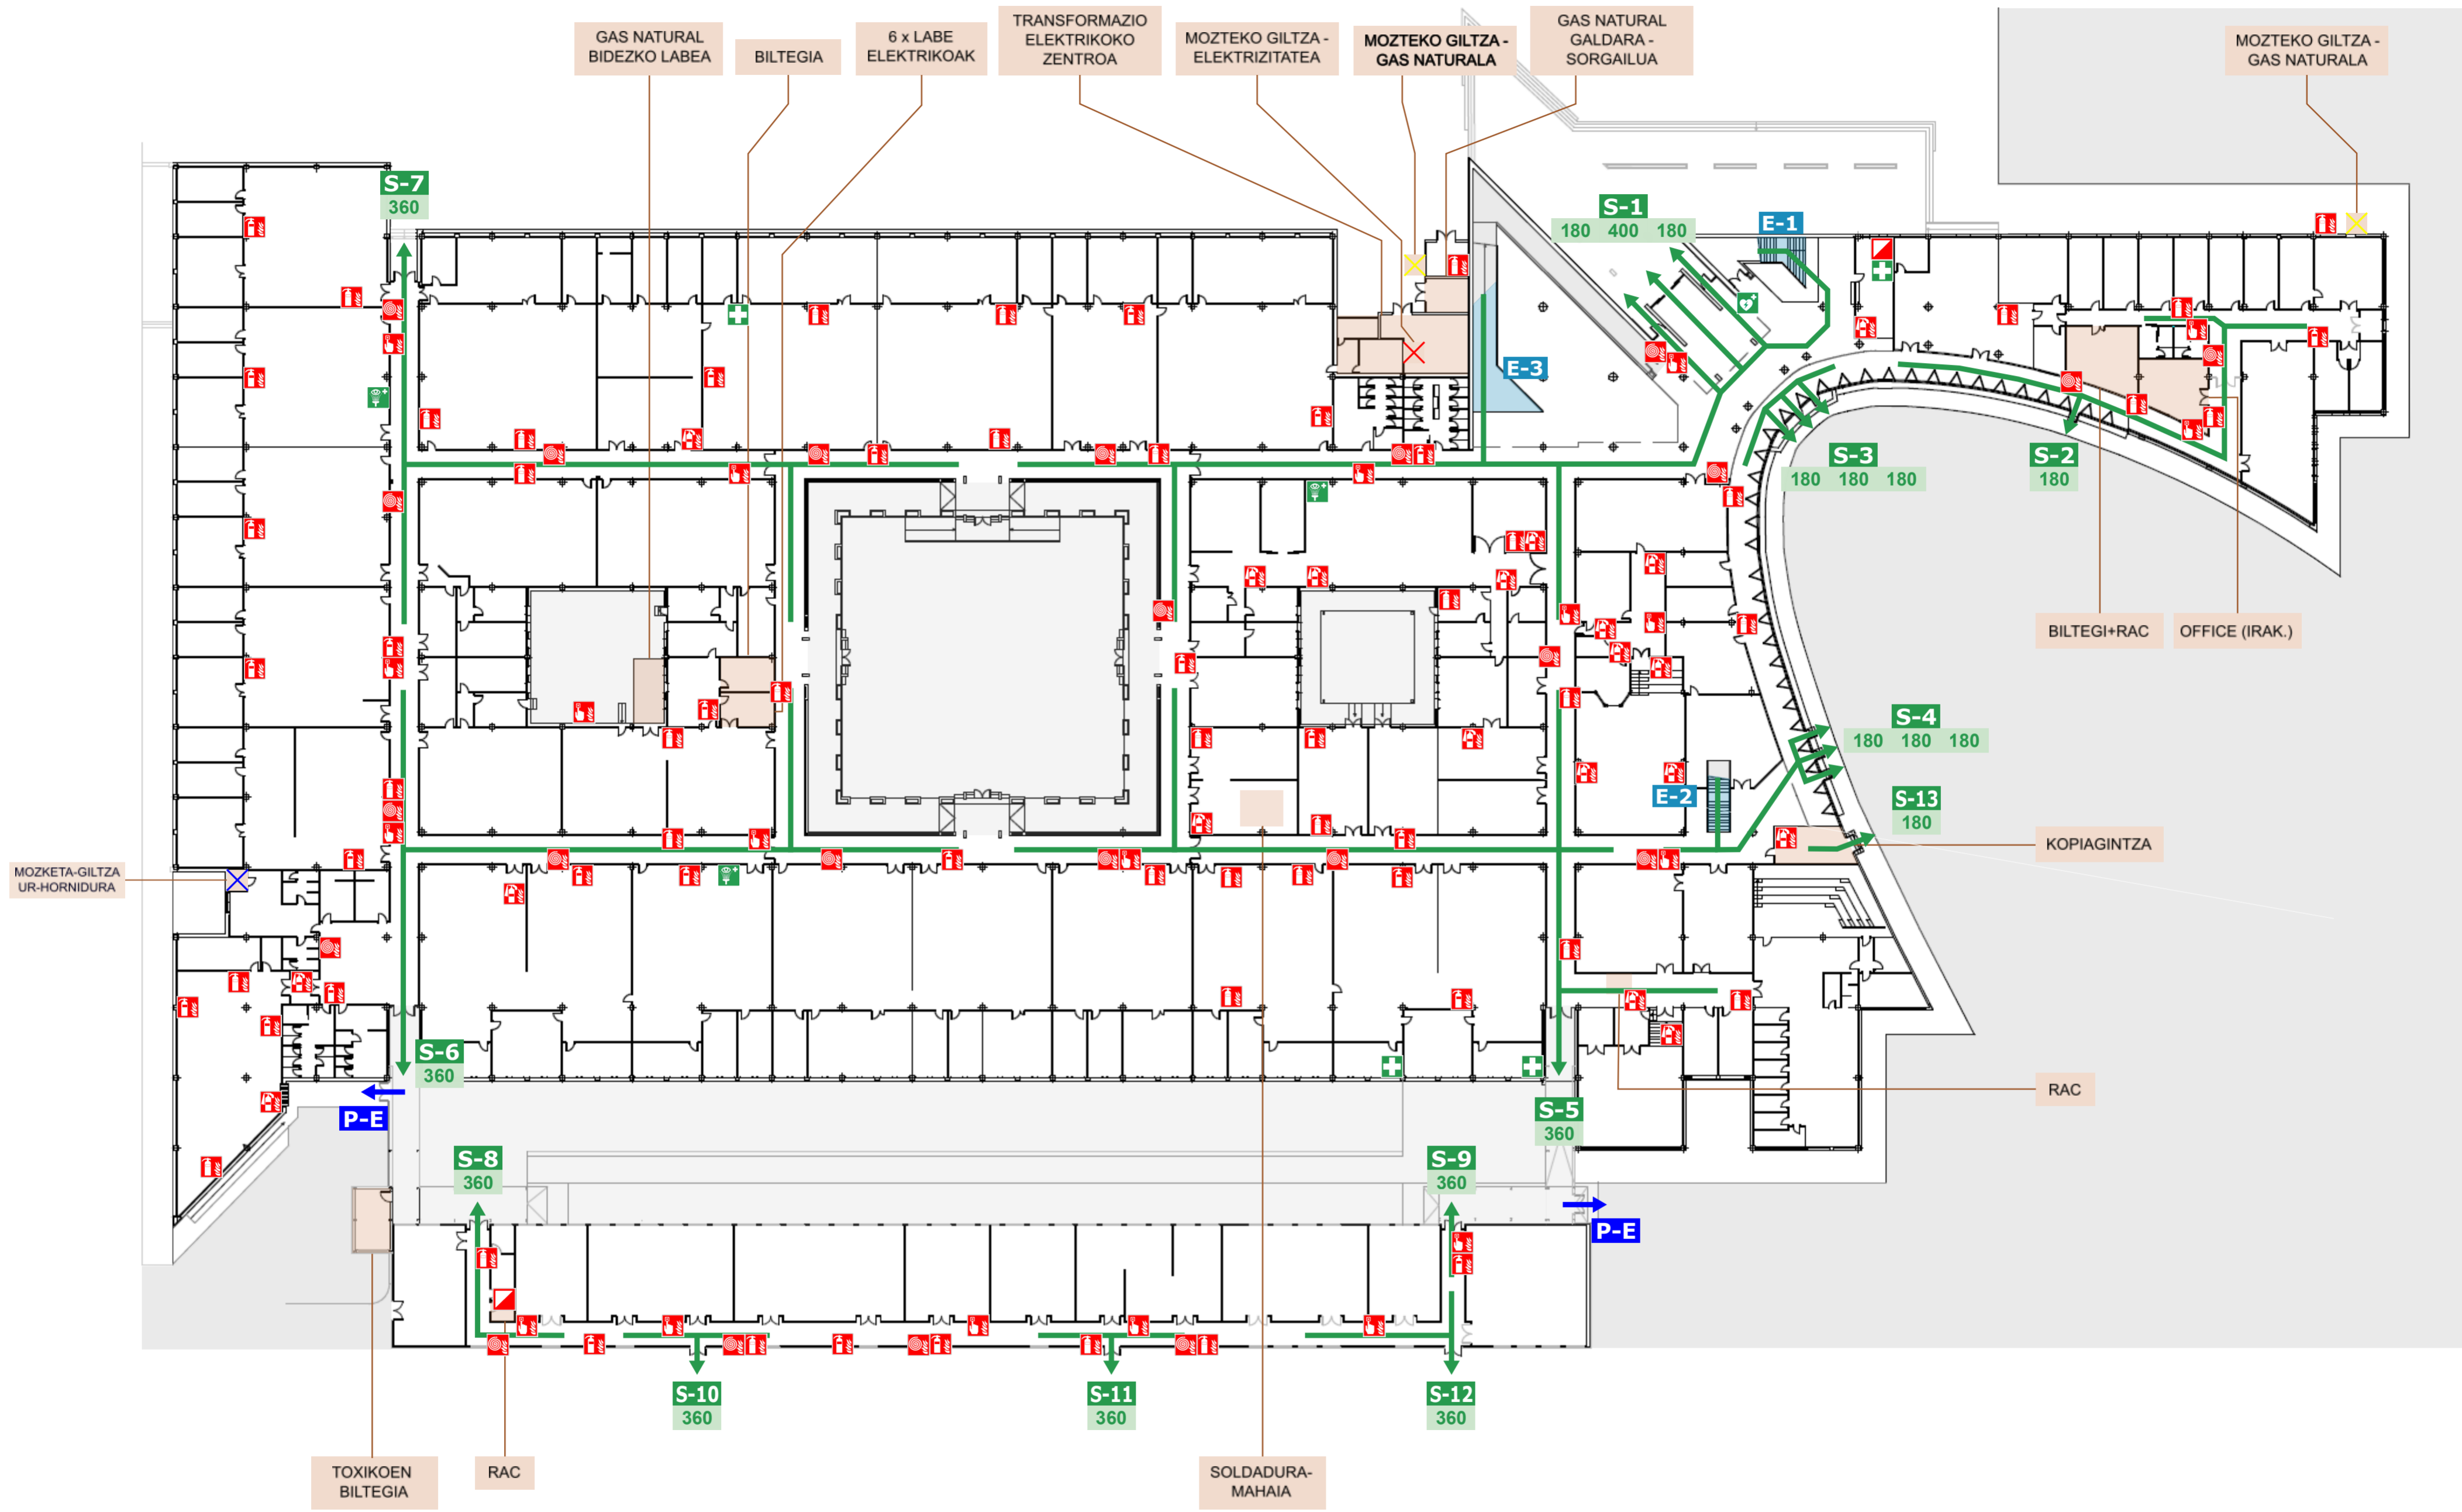 GAS NATURAL
BIDEZKO LABEA
BILTEGIA
6 x LABE
ELEKTRIKOAK
TRANSFORMAZIO
ELEKTRIKOKO
ZENTROA
MOZTEKO GILTZA -
ELEKTRIZITATEA
MOZTEKO GILTZA -
GAS NATURALA
GAS NATURAL
GALDARA -
SORGAILUA
MOZTEKO GILTZA -
GAS NATURALA
S-7
360
S-1
180 400 180
E-1
E-3
S-3
180 180 180
S-2
180
BILTEGI+RAC
OFFICE (IRAK.)
S-4
180 180 180
E-2
S-13
180
KOPIAGINTZA
MOZKETA-GILTZA
UR-HORNIDURA
S-6
360
P-E
RAC
S-5
360
S-8
360
S-9
360
P-E
S-10
360
S-11
360
S-12
360
TOXIKOEN
BILTEGIA
RAC
SOLDADURA-
MAHAIA